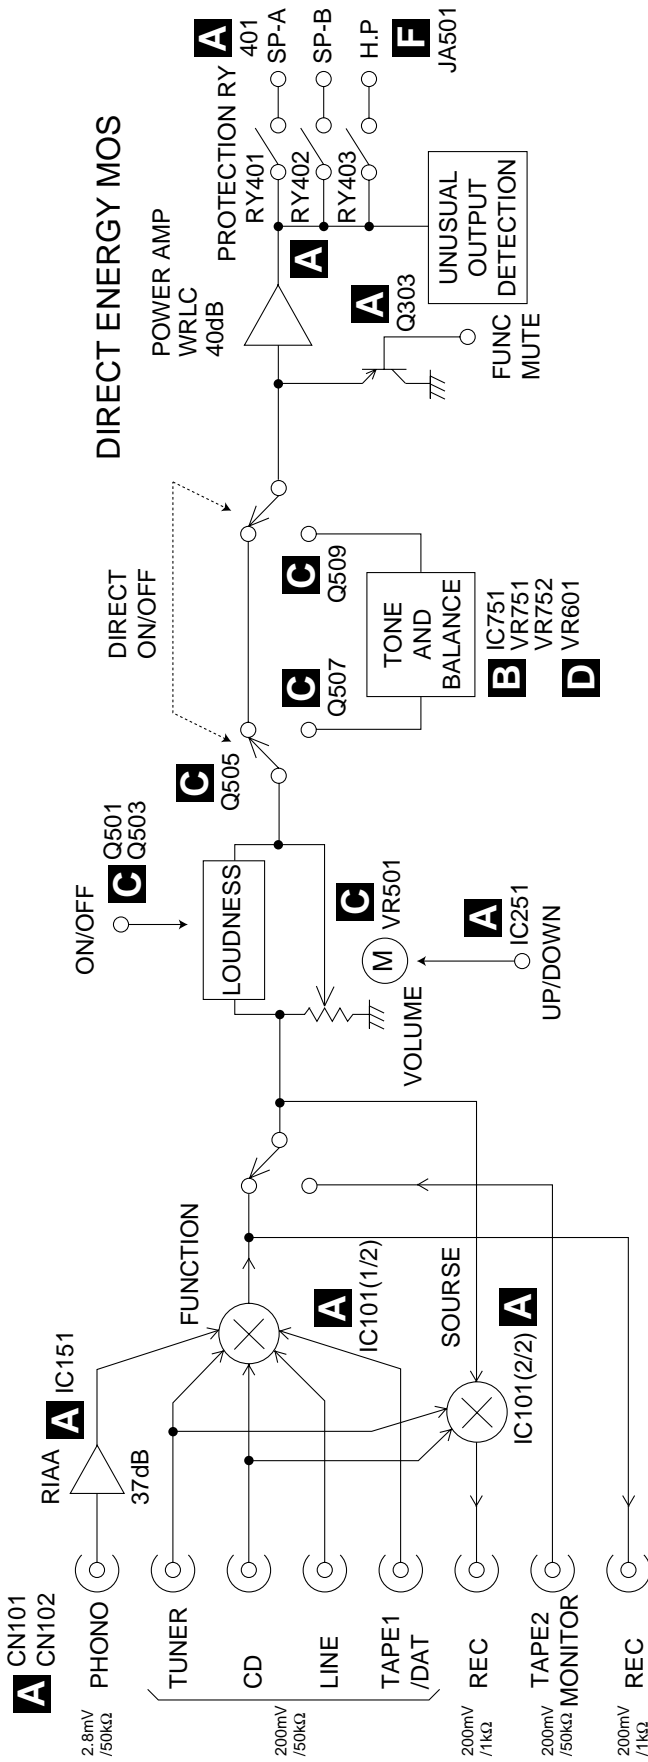 A CN101
CN102
2.8mV
/50kΩ
PHONO
RIAA
37dB
A IC151
TUNER
CD
LINE
TAPE1
/DAT
200mV
/50kΩ
REC
200mV
/1kΩ
TAPE2
MONITOR
200mV
/50kΩ
REC
200mV
/1kΩ
FUNCTION
A
IC101(1/2)
SOURSE
IC101(2/2) A
ON/OFF
C Q501
Q503
LOUDNESS
VOLUME
M
C
VR501
A
IC251
UP/DOWN
C
Q505
DIRECT
ON/OFF
C
Q507
C
Q509
TONE
AND
BALANCE
B IC751
VR751
VR752
D VR601
DIRECT ENERGY MOS
POWER AMP
WRLC
40dB
A
A
Q303
FUNC
MUTE
PROTECTION RY
A
401
RY401
RY402
RY403
SP-A
SP-B
H.P
F
JA501
UNUSUAL
OUTPUT
DETECTION